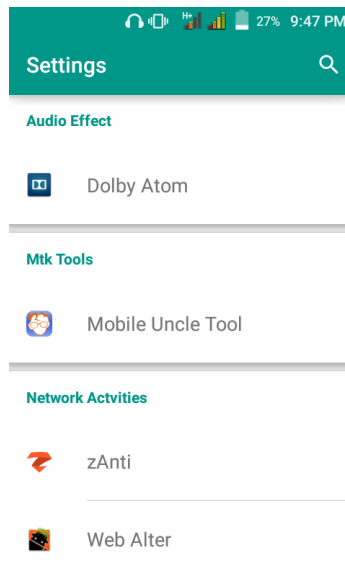 H+ 27% 9:47 PM
Settings
Audio Effect
Dolby Atom
Mtk Tools
Mobile Uncle Tool
Network Actvities
zAnti
Web Alter